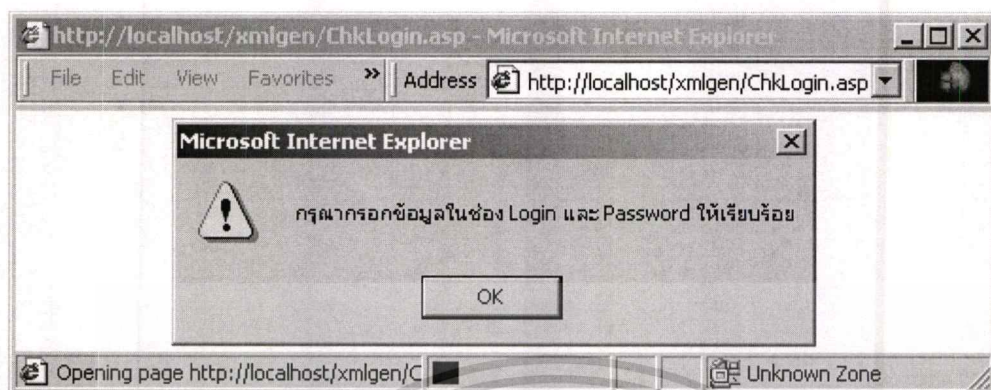 http://localhost/xmlgen/ChkLogin.asp - Microsoft Internet Explorer
File Edit View Favorites » Address http://localhost/xmlgen/ChkLogin.asp
Microsoft Internet Explorer
กรุณากรอกข้อมูลในช่อง Login และ Password ให้เรียบร้อย
OK
Opening page http://localhost/xmlgen/C Unknown Zone